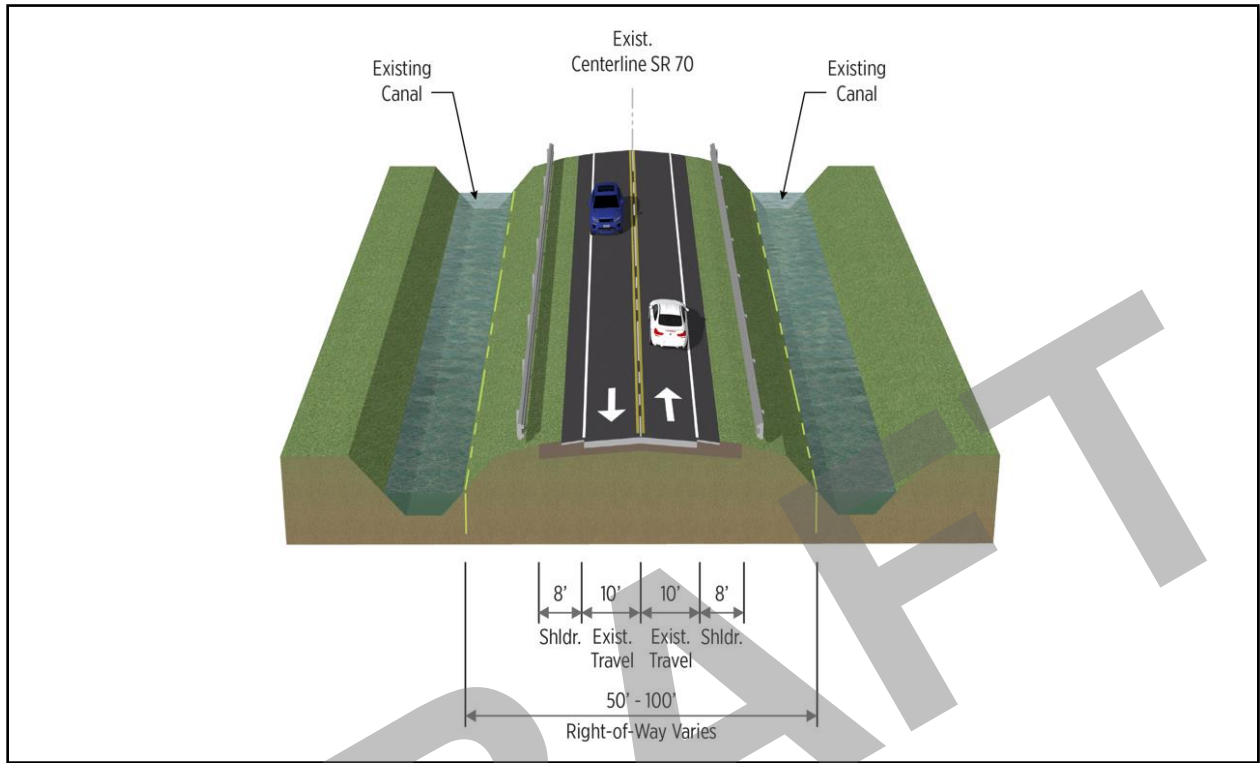 Exist.
Centerline SR 70
Existing
Canal
Existing
Canal
8’ 10’ 10’ 8’
Shldr. Exist. Exist. Shldr.
Travel Travel
50’ - 100’
Right-of-Way Varies
DRAFT